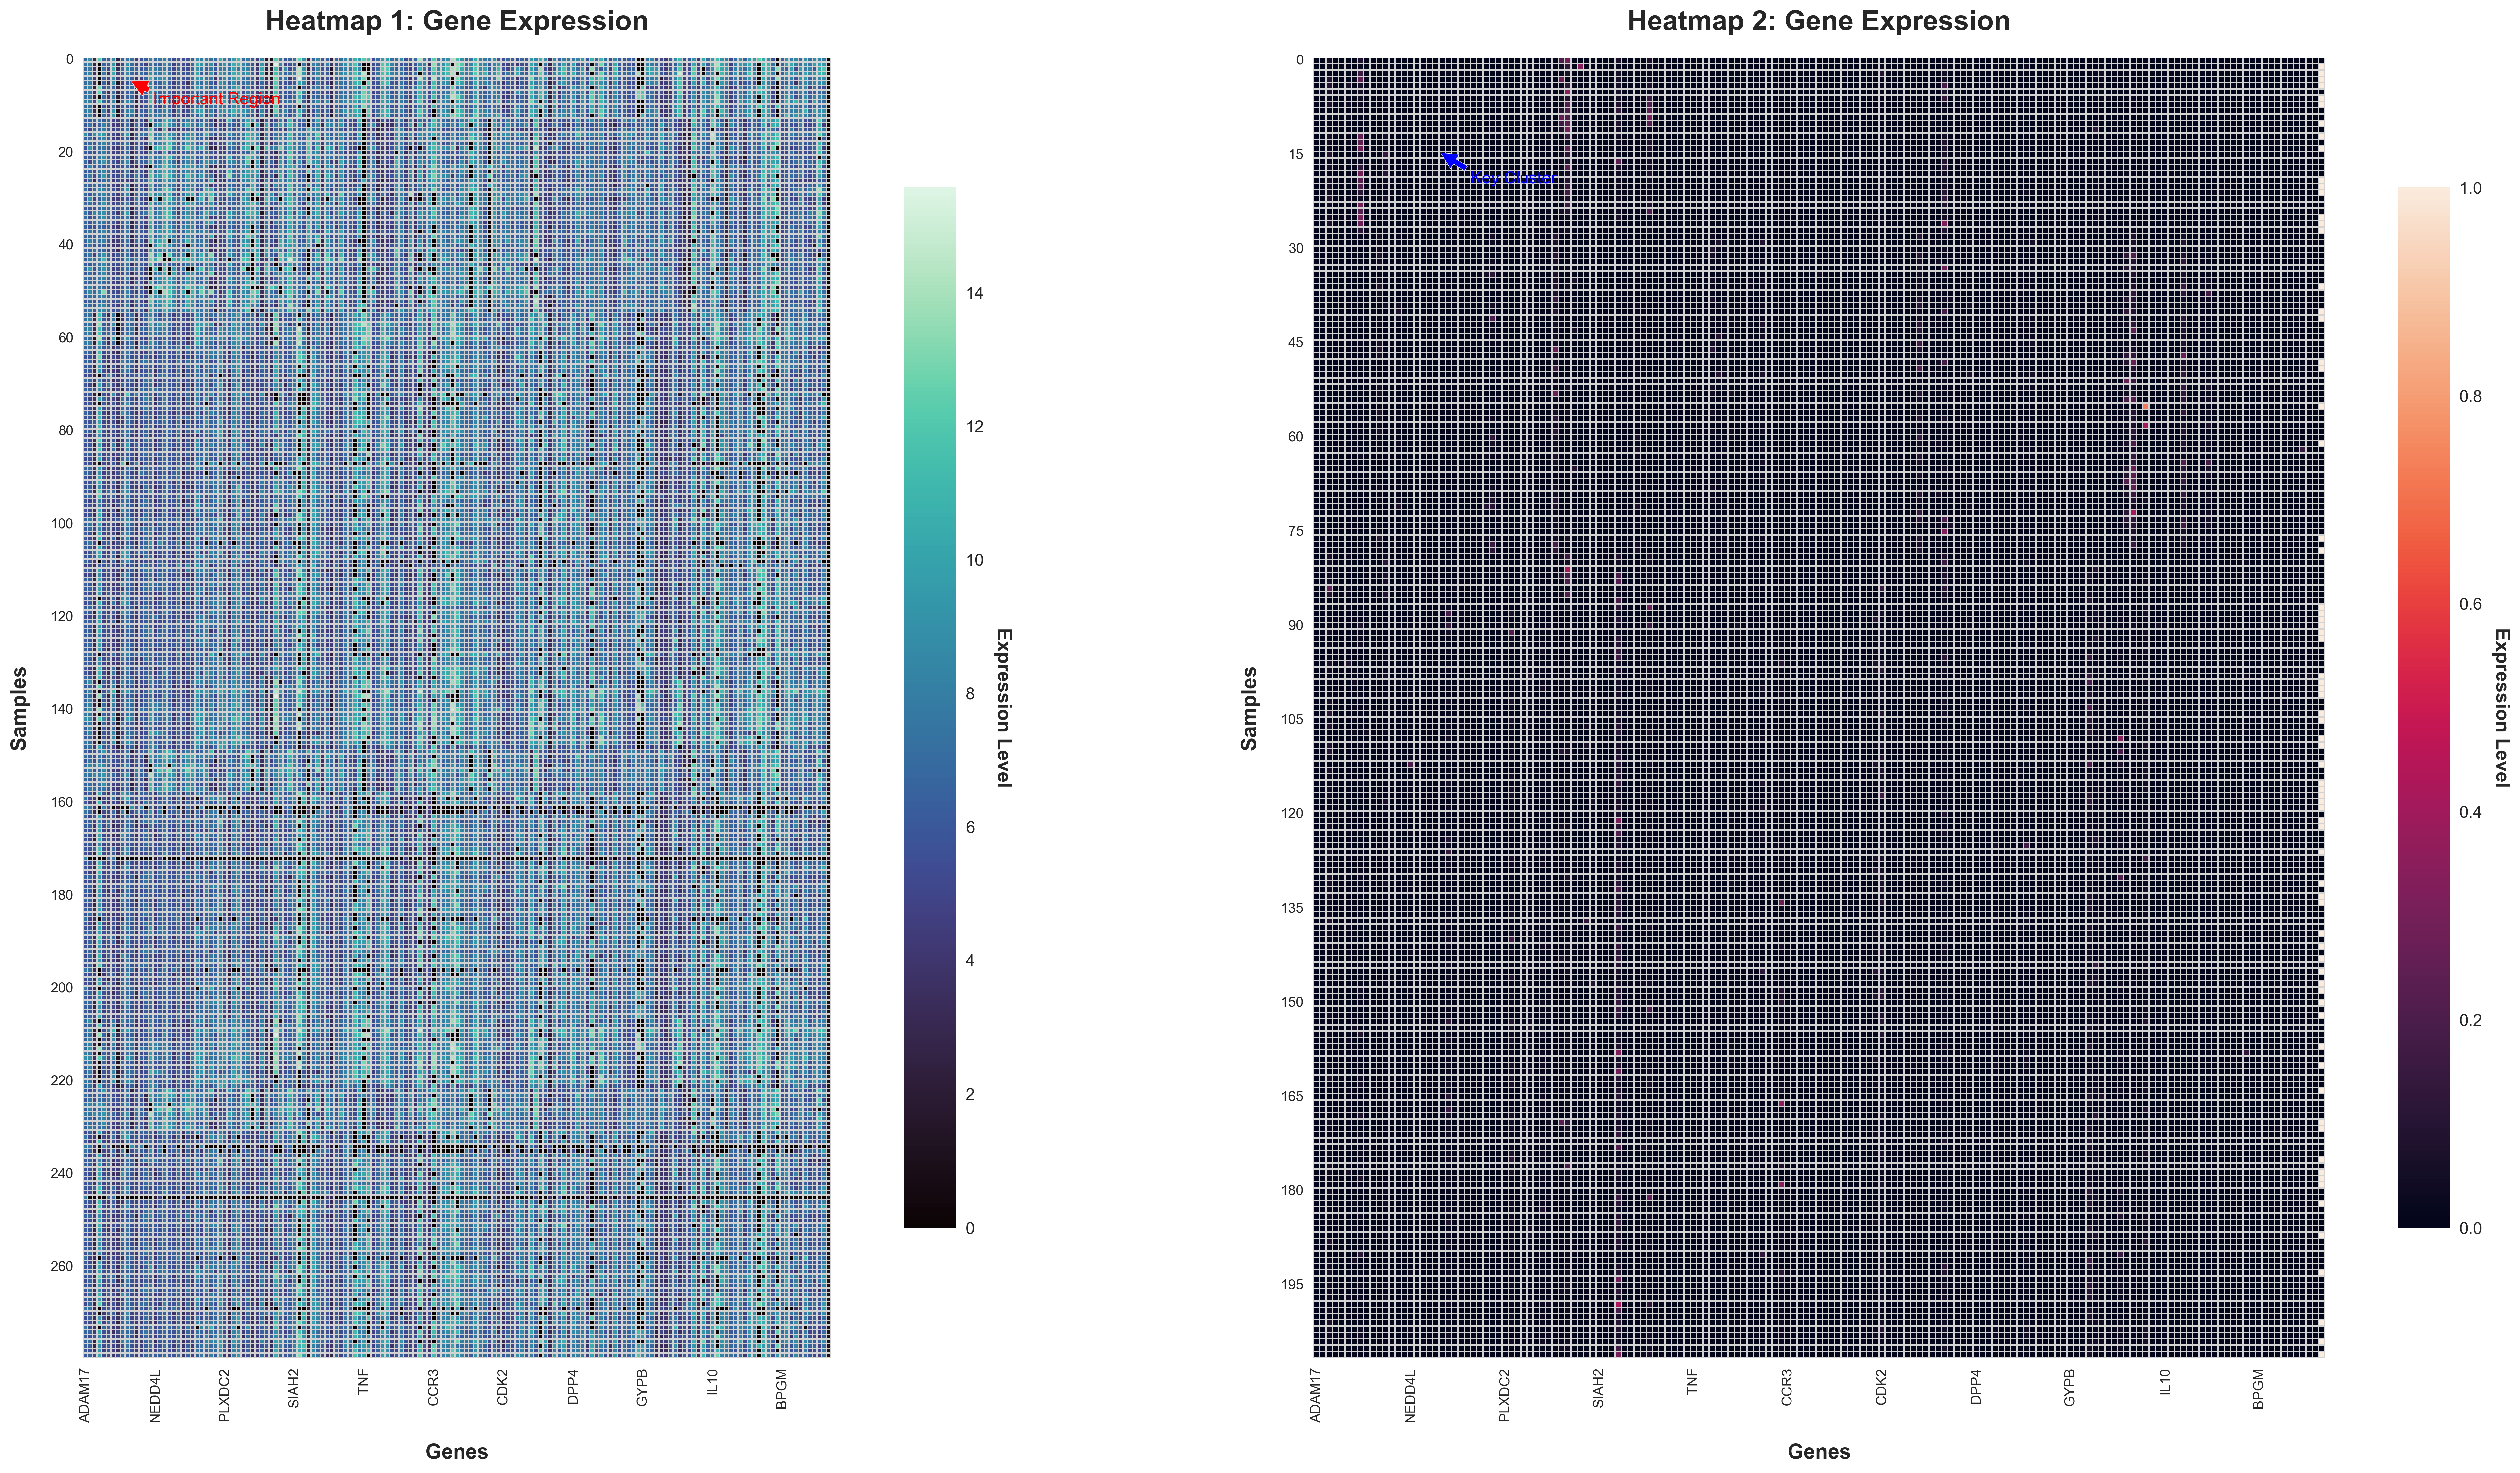 Heatmap 1: Gene Expression
0
20
40
60
80
100
120
140
160
180
200
220
240
260
Samples
Important Region
ADAM17
NEDD4L
PLXDC2
SIAH2
TNF
CCR3
CDK2
DPP4
GYPB
IL10
BPGM
Genes
14
12
10
8
6
4
2
0
Expression Level
Heatmap 2: Gene Expression
0
15
30
45
60
75
90
105
120
135
150
165
180
195
Samples
Key Cluster
ADAM17
NEDD4L
PLXDC2
SIAH2
TNF
CCR3
CDK2
DPP4
GYPB
IL10
BPGM
Genes
1.0
0.8
0.6
0.4
0.2
0.0
Expression Level